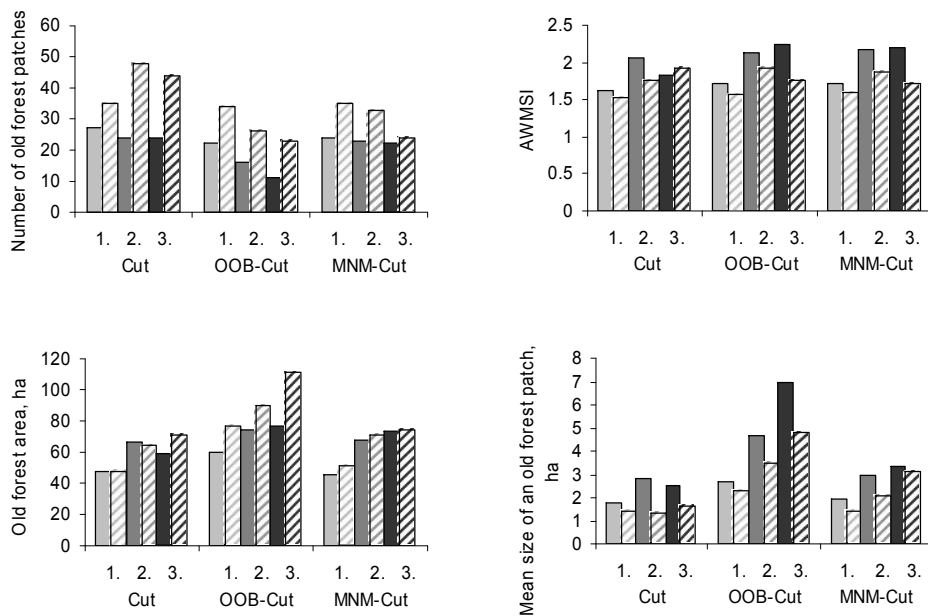 Number of old forest patches
60
50
40
30
20
10
0
1. 2. 3. 1. 2. 3. 1. 2. 3.
Cut OOB-Cut MNM-Cut
AWMSI
2.5
2
1.5
1
0.5
0
1. 2. 3. 1. 2. 3. 1. 2. 3.
Cut OOB-Cut MNM-Cut
Old forest area, ha
120
100
80
60
40
20
0
1. 2. 3. 1. 2. 3. 1. 2. 3.
Cut OOB-Cut MNM-Cut
Mean size of an old forest patch,
ha
8
7
6
5
4
3
2
1
0
1. 2. 3. 1. 2. 3. 1. 2. 3.
Cut OOB-Cut MNM-Cut